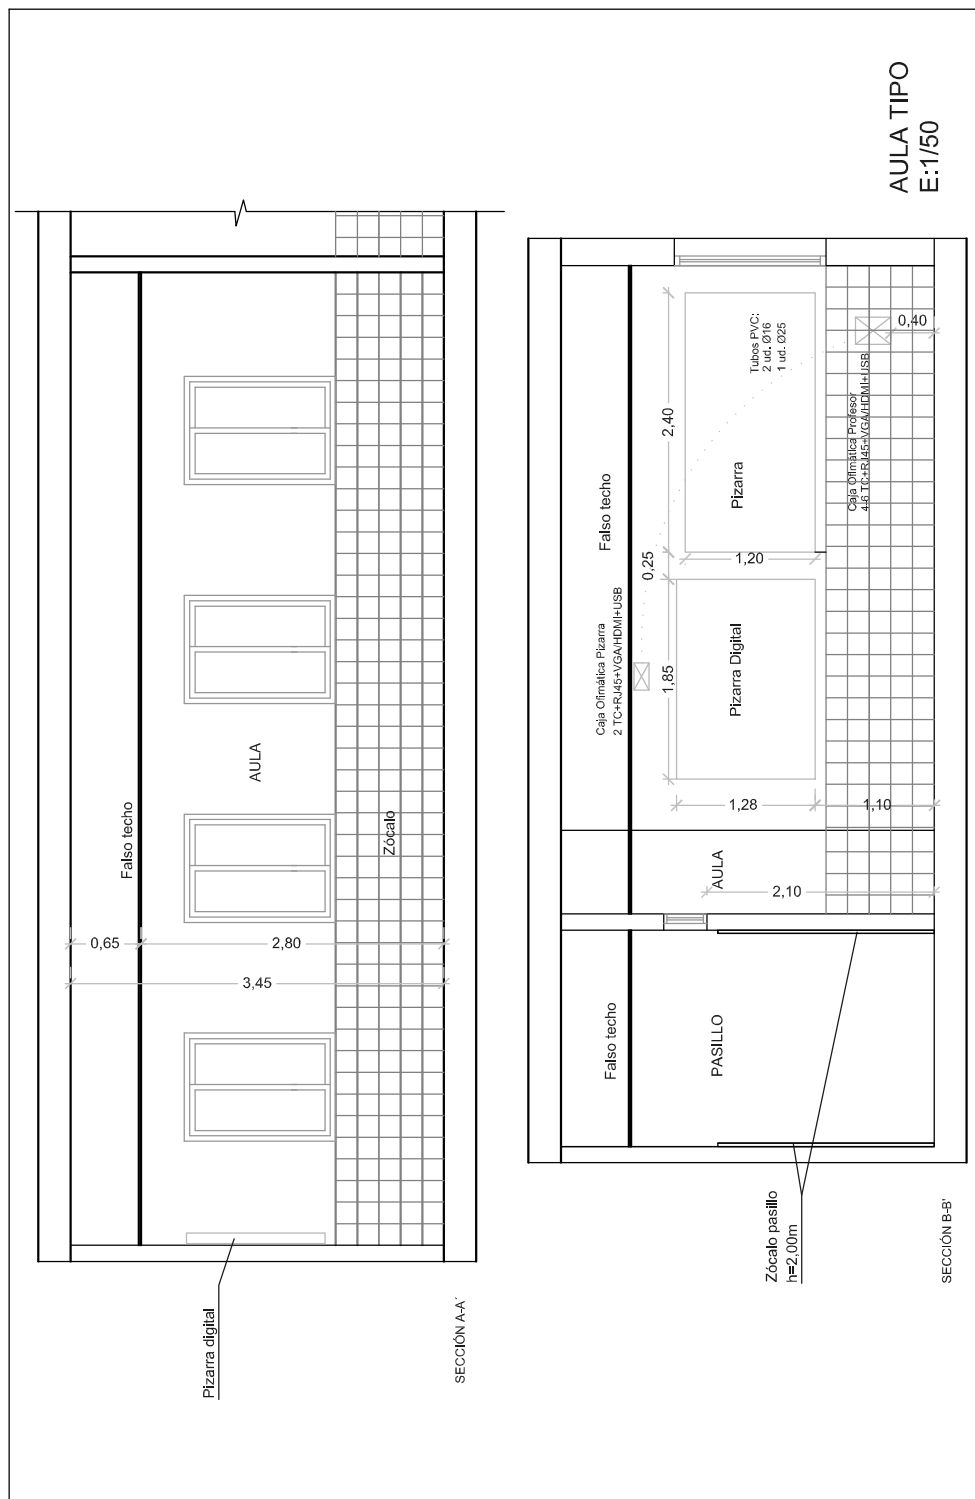 AULA TIPO
E:1/50
Falso techo
AULA
Zócalo
0,65
2,80
3,45
Pizarra digital
SECCIÓN A-A´
Falso techo
Caja Ofimática Pizarra
2 TC+RJ45+VGA/HDMI+USB
Tubos PVC:
2 ud. Ø16
1 ud. Ø25
2,40
0,25
1,85
Pizarra
1,20
Pizarra Digital
1,28
1,10
Caja Ofimática Profesor
4-6 TC+RJ45+VGA/HDMI+USB
0,40
AULA
2,10
Falso techo
PASILLO
Zócalo pasillo
h=2,00m
SECCIÓN B-B'